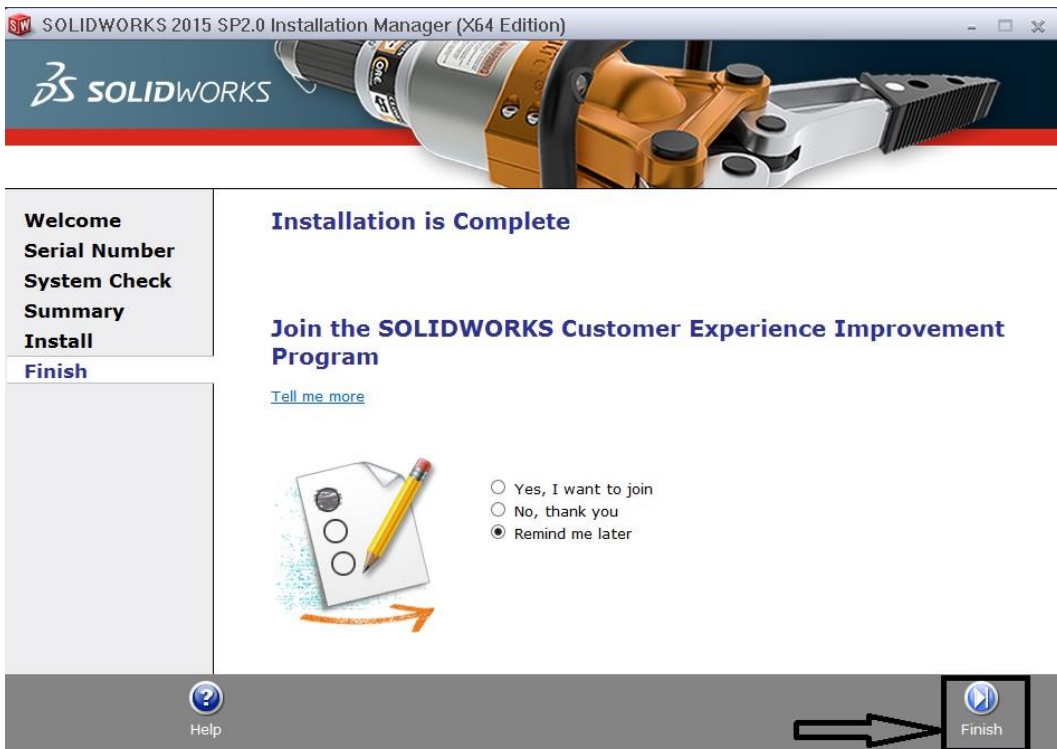 SOLIDWORKS 2015 SP2.0 Installation Manager (X64 Edition)
SOLIDWORKS
Welcome
Serial Number
System Check
Summary
Install
Finish
Installation is Complete
Join the SOLIDWORKS Customer Experience Improvement
Program
Tell me more
Yes, I want to join
No, thank you
Remind me later
Help
Finish